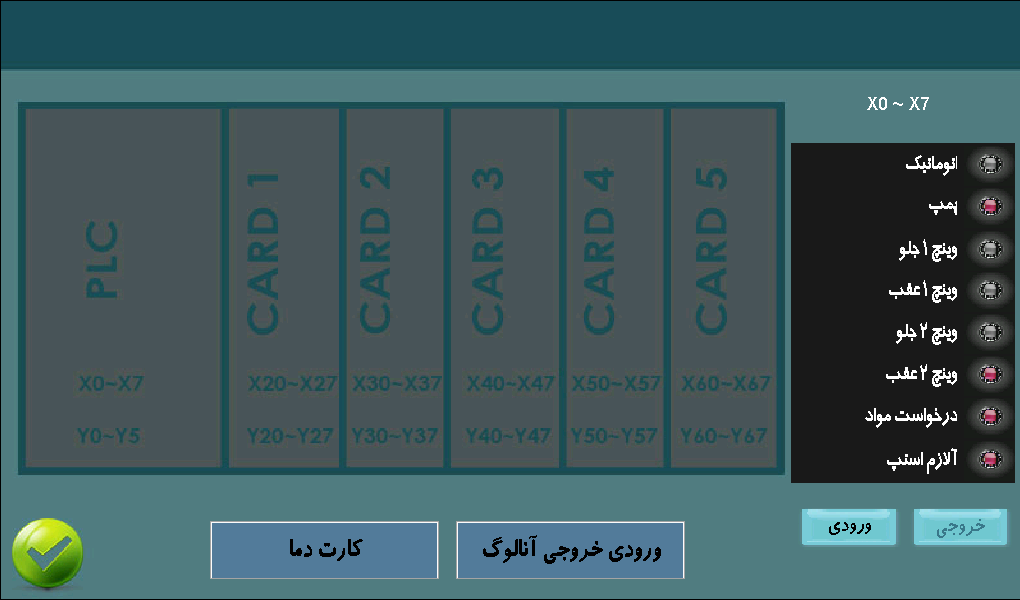 X0 ~ X7
PLC
CARD 1
CARD 2
CARD 3
CARD 4
CARD 5
X0~X7
X20~X27
X30~X37
X40~X47
X50~X57
X60~X67
Y0~Y5
Y20~Y27
Y30~Y37
Y40~Y47
Y50~Y57
Y60~Y67
اتوماتیک
پمپ
وینچ ۱ جلو
وینچ ۱ عقب
وینچ ۲ جلو
وینچ ۲ عقب
درخواست مواد
آلازم استپ
خروجی
ورودی
ورودی خروجی آنالوگ
کارت دما